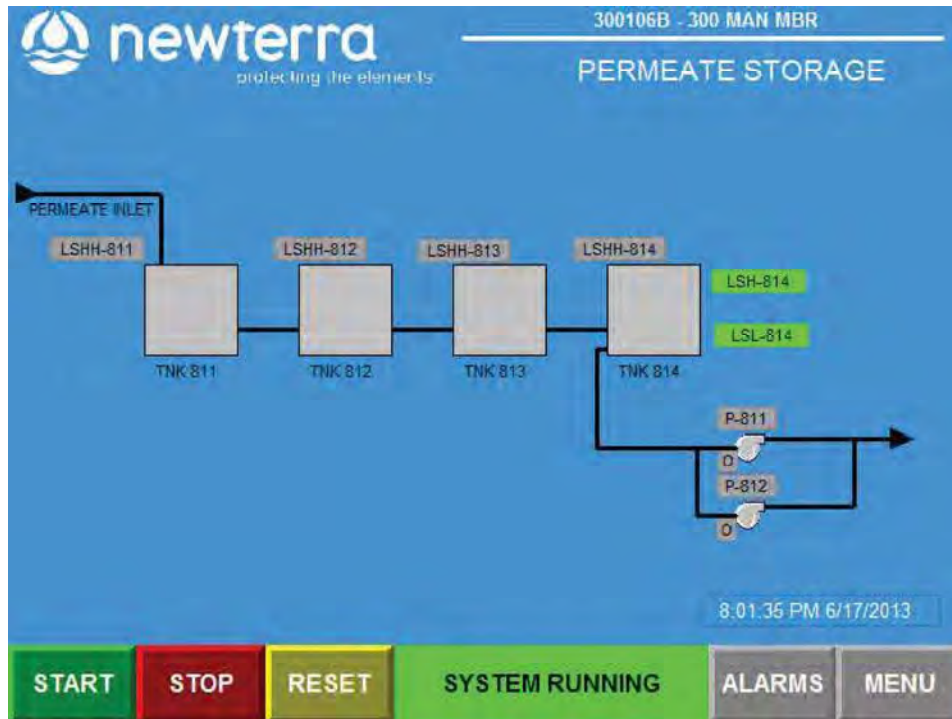 300106B - 300 MAN MBR
newterra
protecting the elements
PERMEATE STORAGE
PERMEATE INLET
LSHH-811
LSHH-812
LSHH-813
LSHH-814
LSH-814
LSL-814
TNK 811
TNK 812
TNK 813
TNK 814
P-811
O
P-812
O
8:01:35 PM 6/17/2013
START
STOP
RESET
SYSTEM RUNNING
ALARMS
MENU